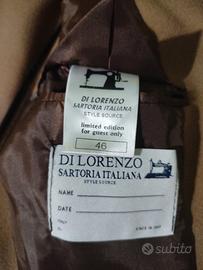 DI LORENZO
SARTORIA ITALIANA
STYLE SOURCE
limited edition
for guest only
46
DI LORENZO
SARTORIA ITALIANA
STYLE SOURCE
NAME
DATE
subito